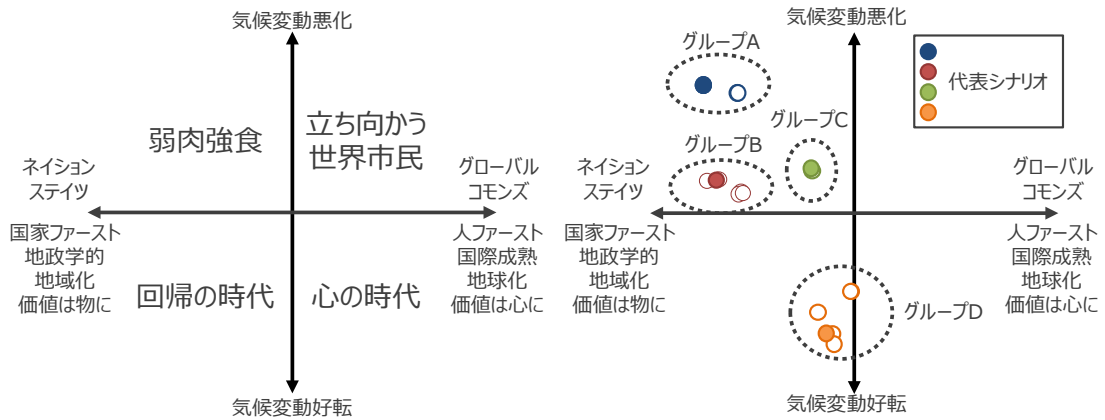 気候変動悪化
弱肉強食
立ち向かう
世界市民
ネイション
ステイツ
グローバル
コモンズ
国家ファースト
地政学的
地域化
価値は物に
人ファースト
国際成熟
地球化
価値は心に
回帰の時代
心の時代
気候変動好転
気候変動悪化
グループA
代表シナリオ
グループC
グループB
ネイション
ステイツ
グローバル
コモンズ
国家ファースト
地政学的
地域化
価値は物に
人ファースト
国際成熟
地球化
価値は心に
グループD
気候変動好転